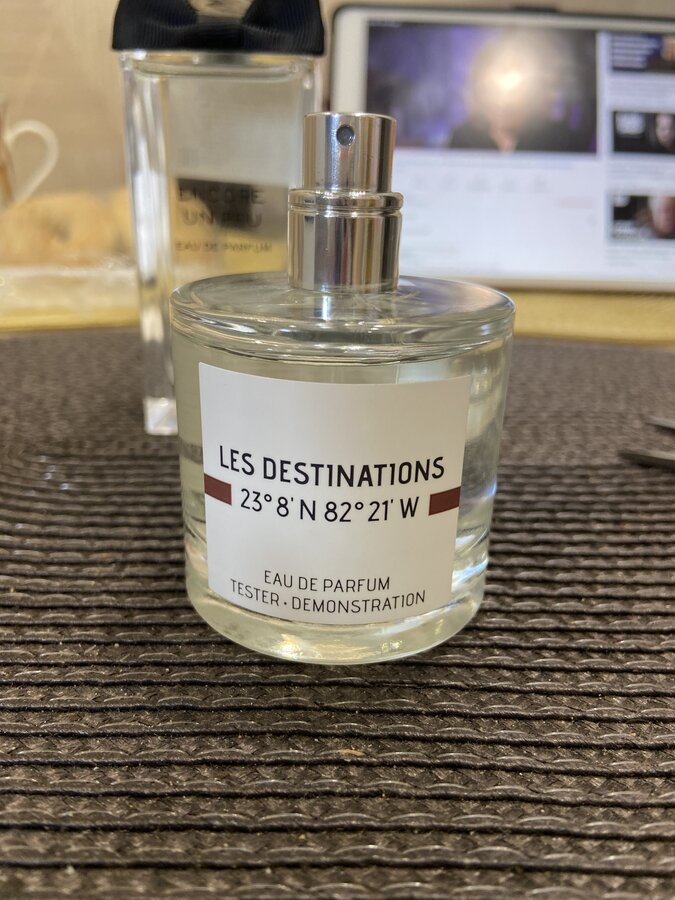 ENCORE
UN PEU
EAU DE PARFUM
LES DESTINATIONS
23° 8' N 82° 21' W
EAU DE PARFUM
TESTER • DEMONSTRATION